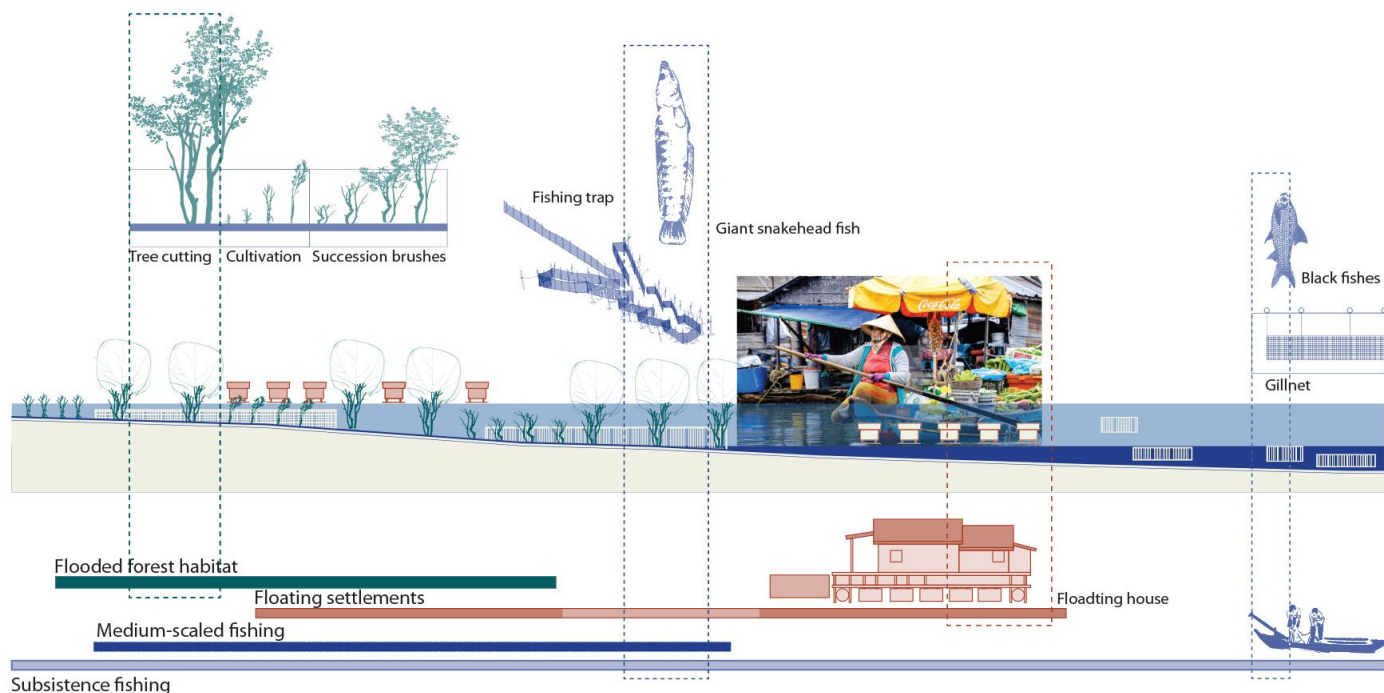 Fishing trap
Giant snakehead fish
Tree cutting
Cultivation
Succession brushes
Coca-Cola
Black fishes
Gillnet
Flooded forest habitat
Floating settlements
Floadting house
Medium-scaled fishing
Subsistence fishing